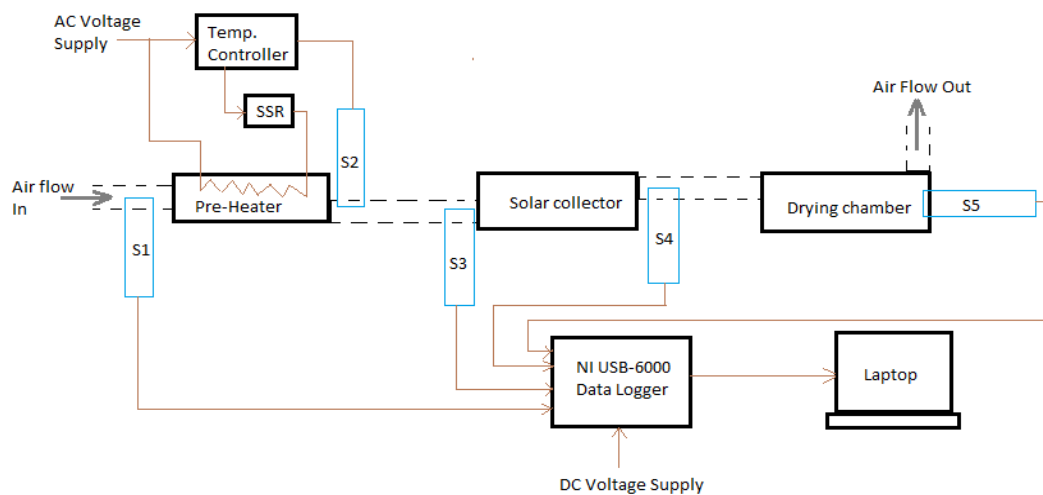 AC Voltage
Supply
Temp.
Controller
SSR
Air Flow Out
S2
Air flow
In
Pre-Heater
Solar collector
Drying chamber
S5
S1
S3
S4
NI USB-6000
Data Logger
Laptop
DC Voltage Supply